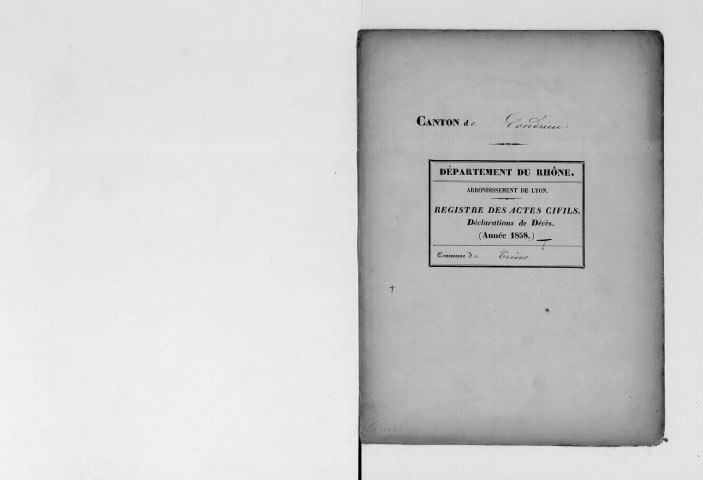 CANTON de Condrieu.
DÉPARTEMENT DU RHÔNE.
ARRONDISSEMENT DE LYON.
REGISTRE DES ACTES CIVILS.
Déclarations de Décès.
(Année 1858.)
Commune de Trèves